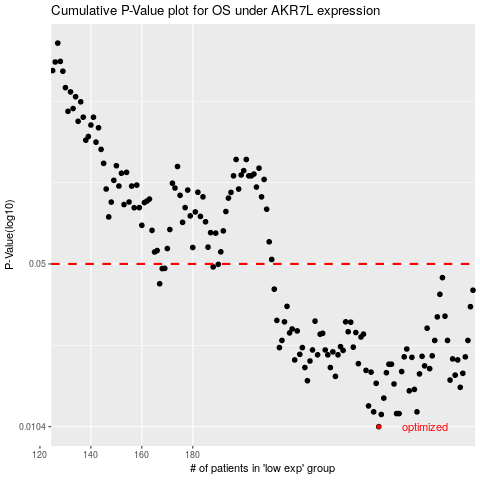 Cumulative P-Value plot for OS under AKR7L expression
P-Value(log10)
0.05
0.0104
optimized
120 140 160 180
# of patients in 'low exp' group